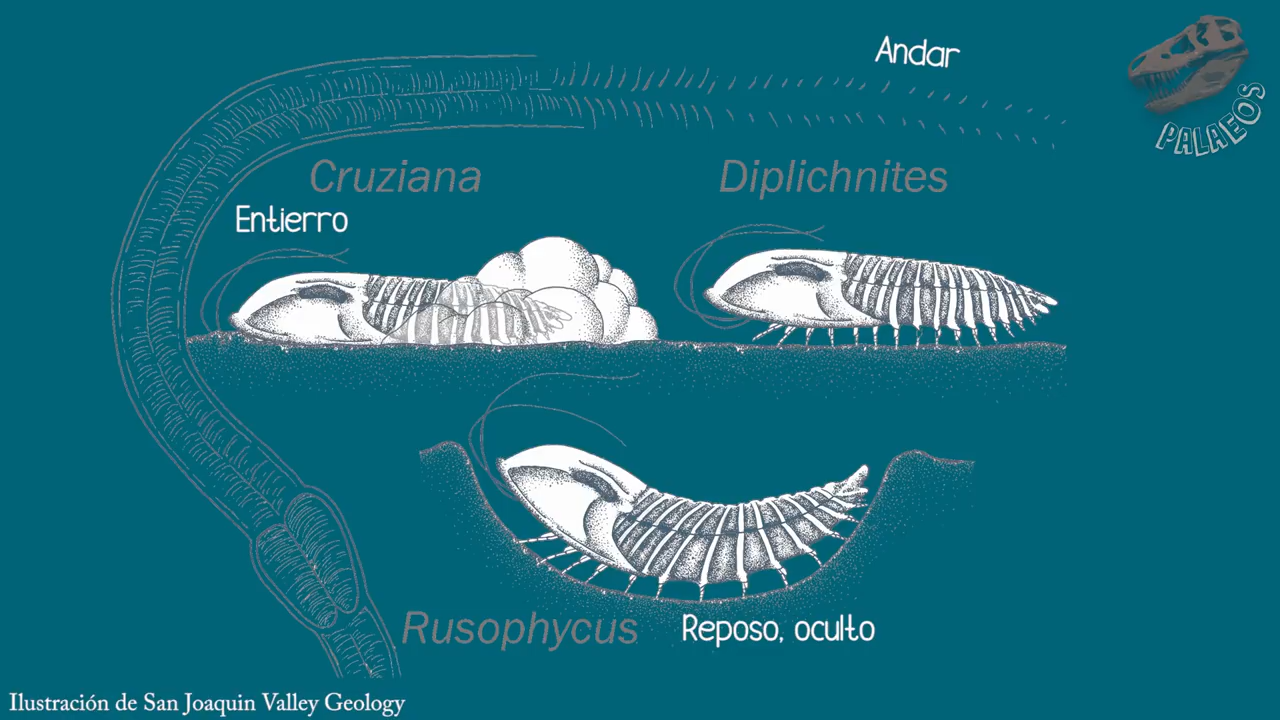 Andar
PALAEOS
Cruziana
Diplichnites
Entierro
Rusophycus
Reposo, oculto
Ilustración de San Joaquin Valley Geology